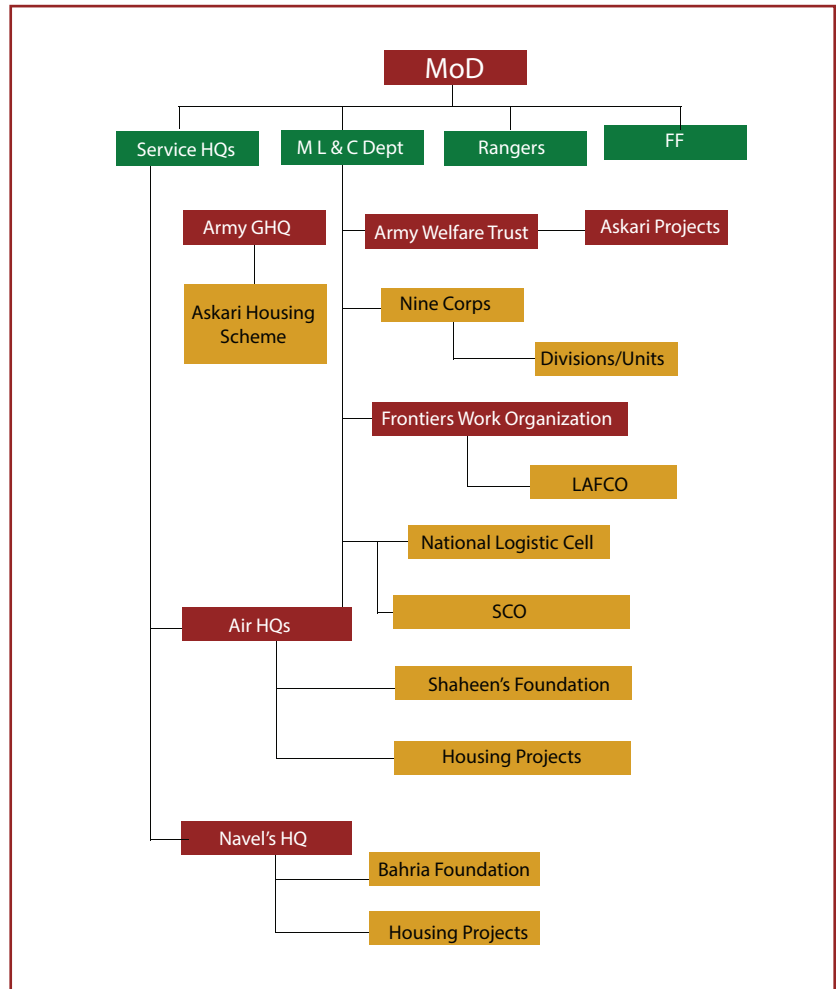 MoD
Service HQs
M L & C Dept
Rangers
FF
Army GHQ
Army Welfare Trust
Askari Projects
Askari Housing
Scheme
Nine Corps
Divisions/Units
Frontiers Work Organization
LAFCO
National Logistic Cell
SCO
Air HQs
Shaheen's Foundation
Housing Projects
Navel's HQ
Bahria Foundation
Housing Projects